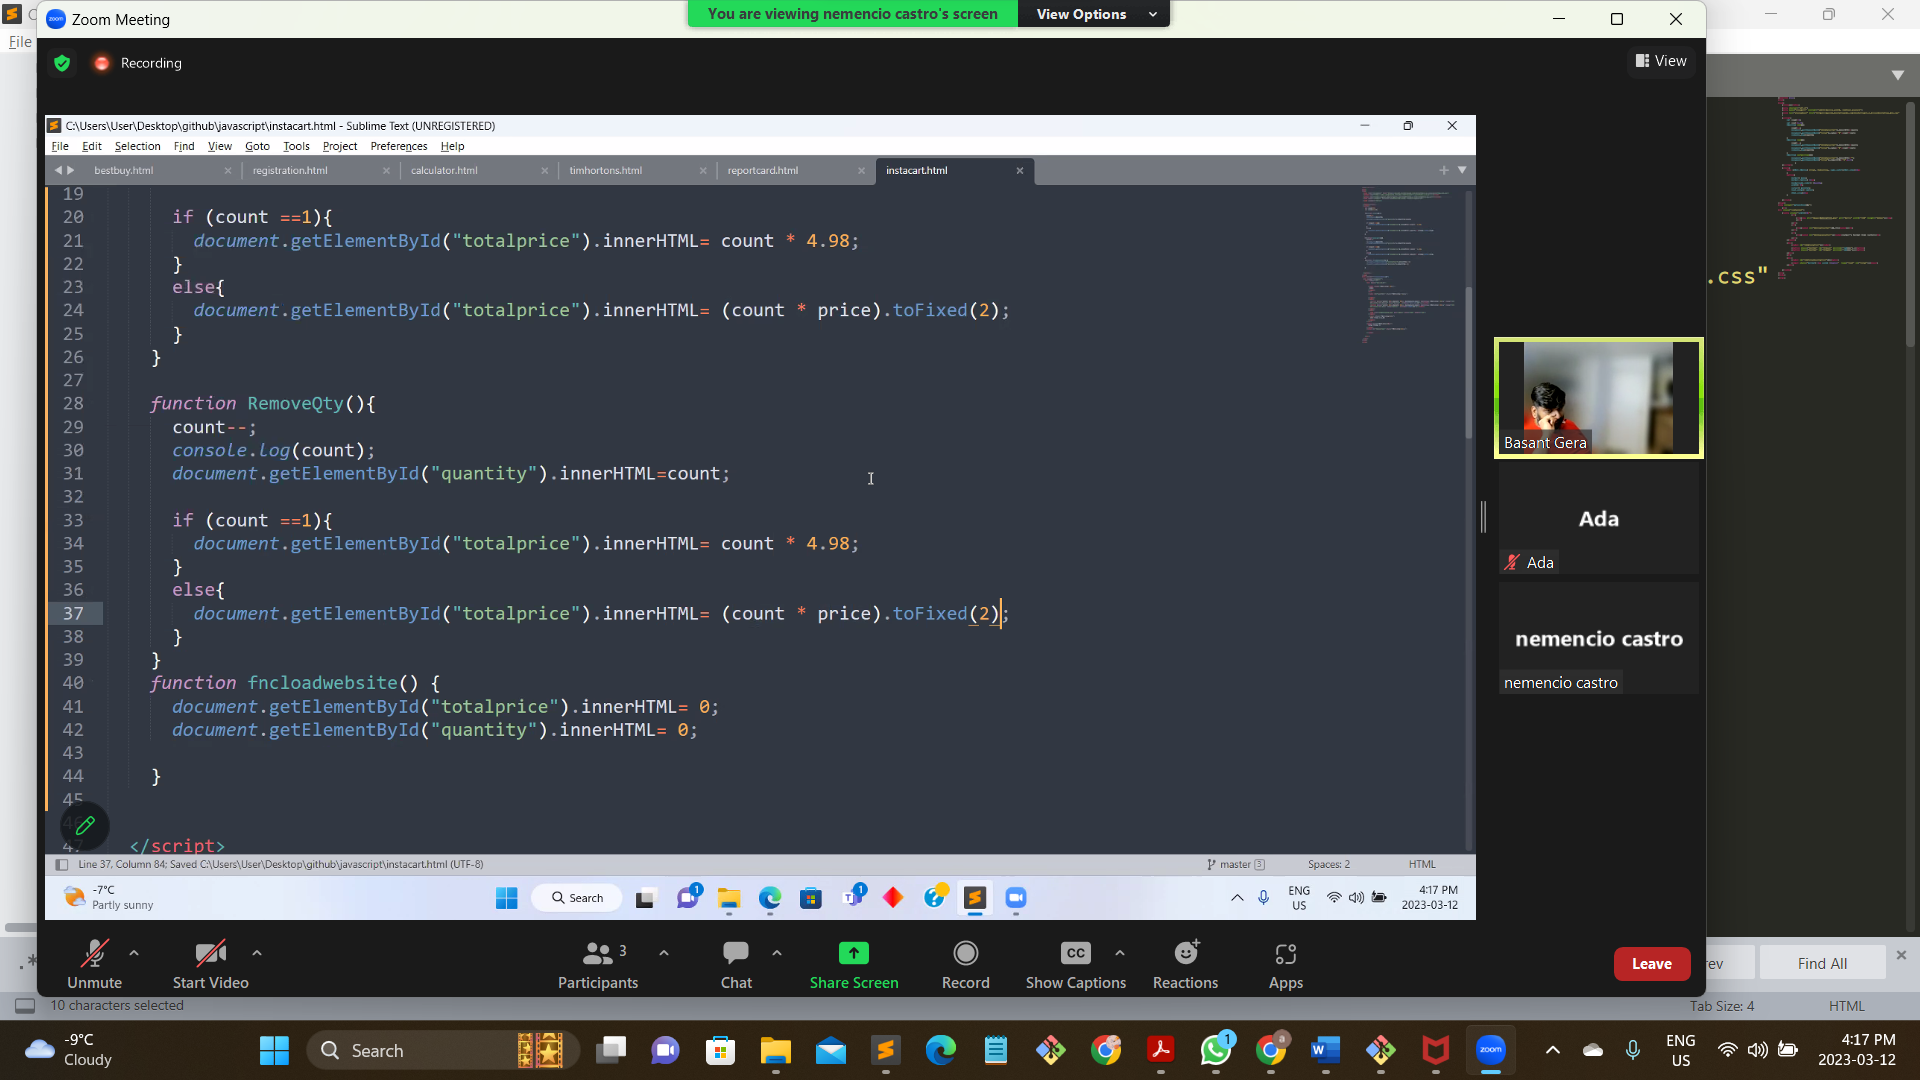 Zoom Meeting
You are viewing nemencio castro's screen
View Options
File
Recording
View
C:\Users\User\Desktop\github\javascript\instacart.html - Sublime Text (UNREGISTERED)
File Edit Selection Find View Goto Tools Project Preferences Help
bestbuy.html registration.html calculator.html timhortons.html reportcard.html instacart.html
19
20 if (count ==1){
21 document.getElementById("totalprice").innerHTML= count * 4.98;
22 }
23 else{
24 document.getElementById("totalprice").innerHTML= (count * price).toFixed(2);
25 }
26 }
27
28 function RemoveQty(){
29 count--;
30 console.log(count);
31 document.getElementById("quantity").innerHTML=count;
32
33 if (count ==1){
34 document.getElementById("totalprice").innerHTML= count * 4.98;
35 }
36 else{
37 document.getElementById("totalprice").innerHTML= (count * price).toFixed(2);
38 }
39 }
40 function fncloadwebsite() {
41 document.getElementById("totalprice").innerHTML= 0;
42 document.getElementById("quantity").innerHTML= 0;
43
44 }
45
47 </script>
.css"
Basant Gera
Ada
Ada
nemencio castro
nemencio castro
Line 37, Column 84; Saved C:\Users\User\Desktop\github\javascript\instacart.html (UTF-8)
master 3 Spaces: 2 HTML
-7°C
Partly sunny
Search
ENG
US
4:17 PM
2023-03-12
Unmute
Start Video
Participants 3
Chat
Share Screen
Record
CC
Show Captions
Reactions
Apps
Leave
Find All
10 characters selected
Tab Size: 4
HTML
-9°C
Cloudy
Search
zoom
ENG
US
4:17 PM
2023-03-12